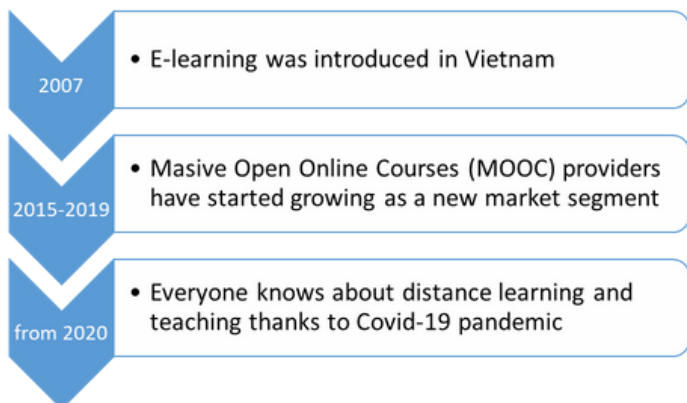 2007
• E-learning was introduced in Vietnam
2015-2019
• Masive Open Online Courses (MOOC) providers
have started growing as a new market segment
from 2020
• Everyone knows about distance learning and
teaching thanks to Covid-19 pandemic